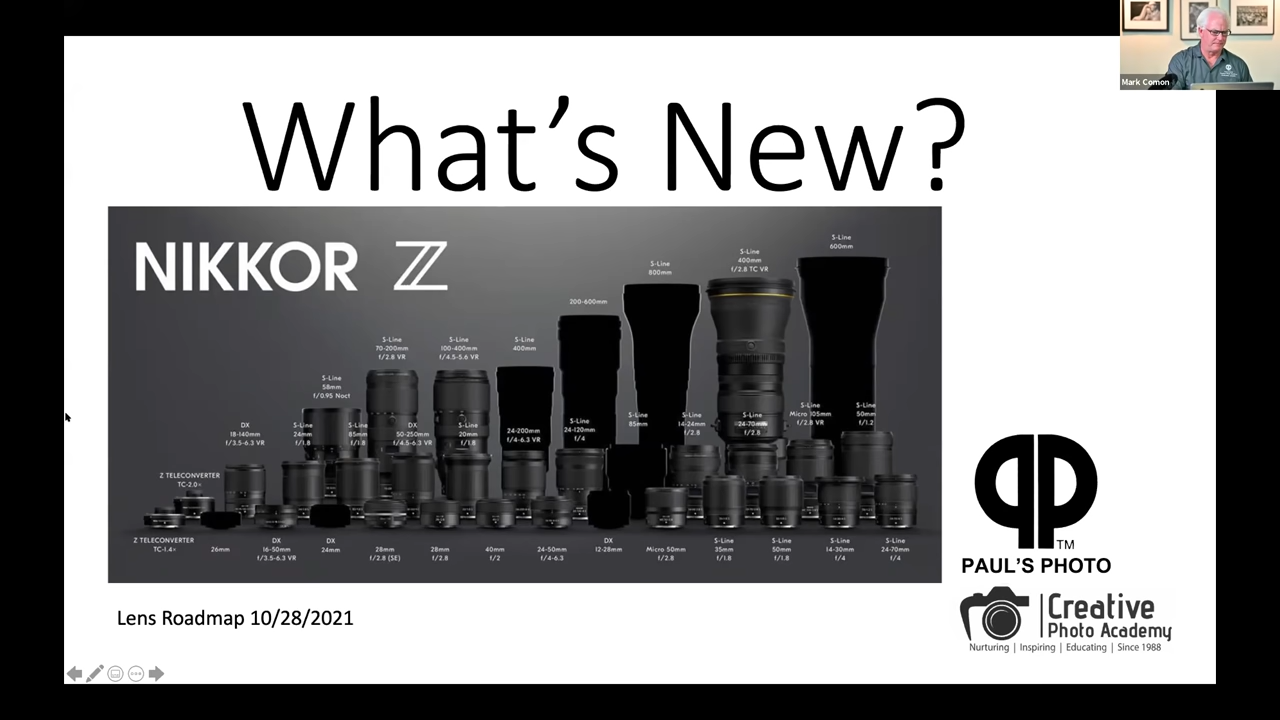 Mark Comon
What's New?
NIKKOR Z
S-Line
600mm
S-Line
400mm
f/2.8 TC VR
S-Line
800mm
200-600mm
S-Line
70-200mm
f/2.8 VR
S-Line
100-400mm
f/4.5-5.6 VR
S-Line
400mm
S-Line
58mm
f/0.95 Noct
DX
18-140mm
f/3.5-6.3 VR
S-Line
24mm
f/1.8
S-Line
85mm
f/1.8
DX
50-250mm
f/4.5-6.3 VR
S-Line
20mm
f/1.8
24-200mm
f/4-6.3 VR
S-Line
24-120mm
f/4
S-Line
85mm
S-Line
14-24mm
f/2.8
S-Line
24-70mm
f/2.8
S-Line
Micro 105mm
f/2.8 VR
S-Line
50mm
f/1.2
Z TELECONVERTER
TC-2.0×
Z TELECONVERTER
TC-1.4×
26mm
DX
16-50mm
f/3.5-6.3 VR
DX
24mm
28mm
f/2.8 (SE)
28mm
f/2.8
40mm
f/2
24-50mm
f/4-6.3
DX
12-28mm
Micro 50mm
f/2.8
S-Line
35mm
f/1.8
S-Line
50mm
f/1.8
S-Line
14-30mm
f/4
S-Line
24-70mm
f/4
TM
PAUL'S PHOTO
Creative
Photo Academy
Nurturing | Inspiring | Educating | Since 1988
Lens Roadmap 10/28/2021